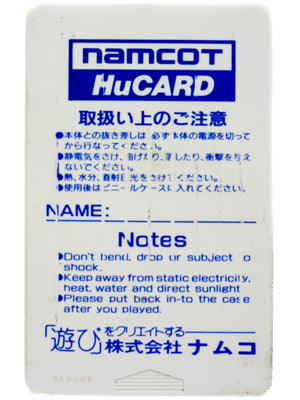 namcot
HuCARD
取扱い上のご注意
●本体との抜き差しは必ず本体の電源を切って
から行なってください。
●静電気をさけ、曲げたり、落したり、衝撃を与え
ないでください。
●熱、水分、直射日光をさけてください。
●使用後はビニールケースに入れてください。
NAME:
Notes
●Don't bend, drop or subject to
shock.
●Keep away from static electricity,
heat, water and direct sunlight
●Please put back in-to the case
after you played.
「遊び」をクリエイトする
株式会社 ナムコ